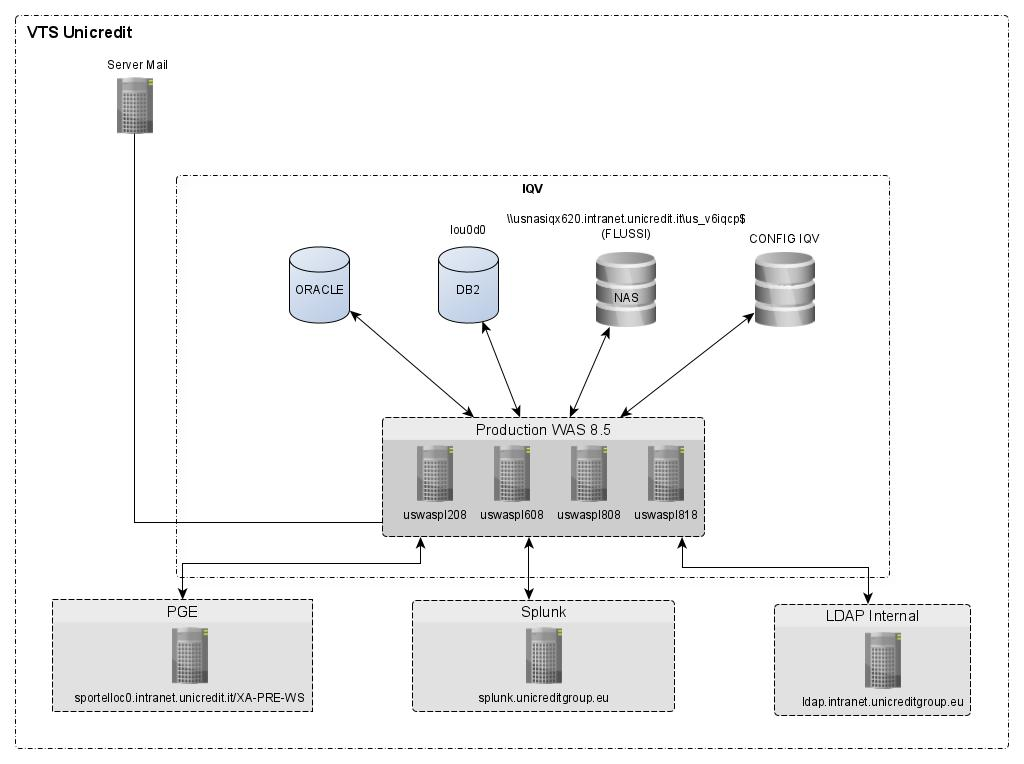 VTS Unicredit
Server Mail
IQV
\\usnasiqx620.intranet.unicredit.it\us_v6iqcp$
(FLUSSI)
lou0d0
CONFIG IQV
ORACLE
DB2
NAS
Production WAS 8.5
uswaspl208
uswaspl608
uswaspl808
uswaspl818
PGE
sportelloc0.intranet.unicredit.it/XA-PRE-WS
Splunk
splunk.unicreditgroup.eu
LDAP Internal
ldap.intranet.unicreditgroup.eu